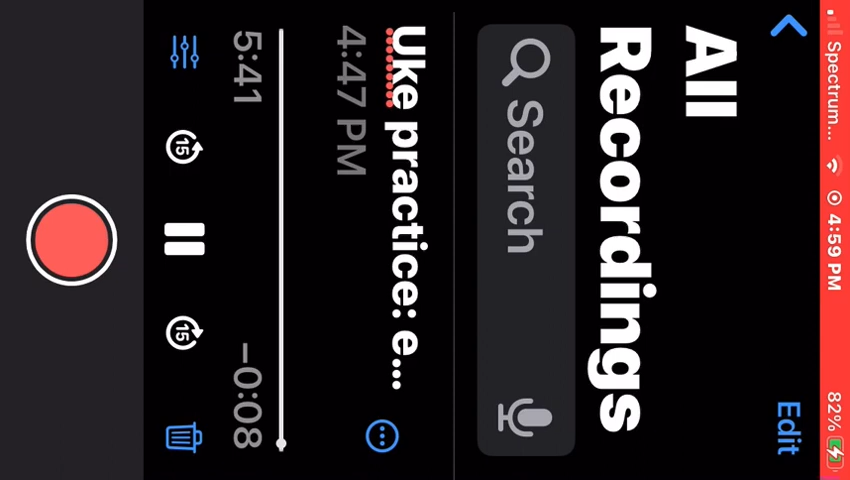 Spectrum... 4:59 PM 82%
Edit
All
Recordings
Search
Uke practice: e...
4:47 PM
5:41 –0:08
15 15